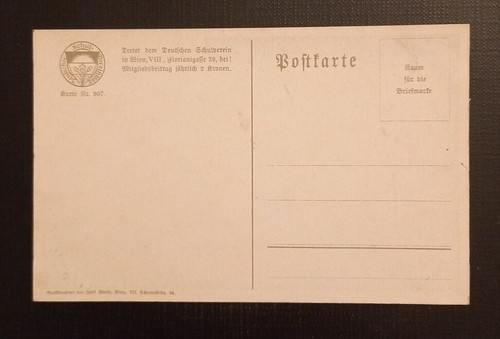 Tretet dem Deutschen Schulverein
in Wien, VIII., Florianigasse 39, bei!
Mitgliedsbeitrag jährlich 2 Kronen.
Karte Nr. 907.
Postkarte
Raum
für die
Briefmarke